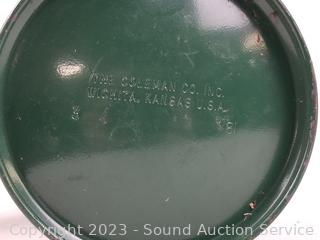 THE COLEMAN CO. INC.
WICHITA, KANSAS U.S.A.
Copyright 2023 - Sound Auction Service